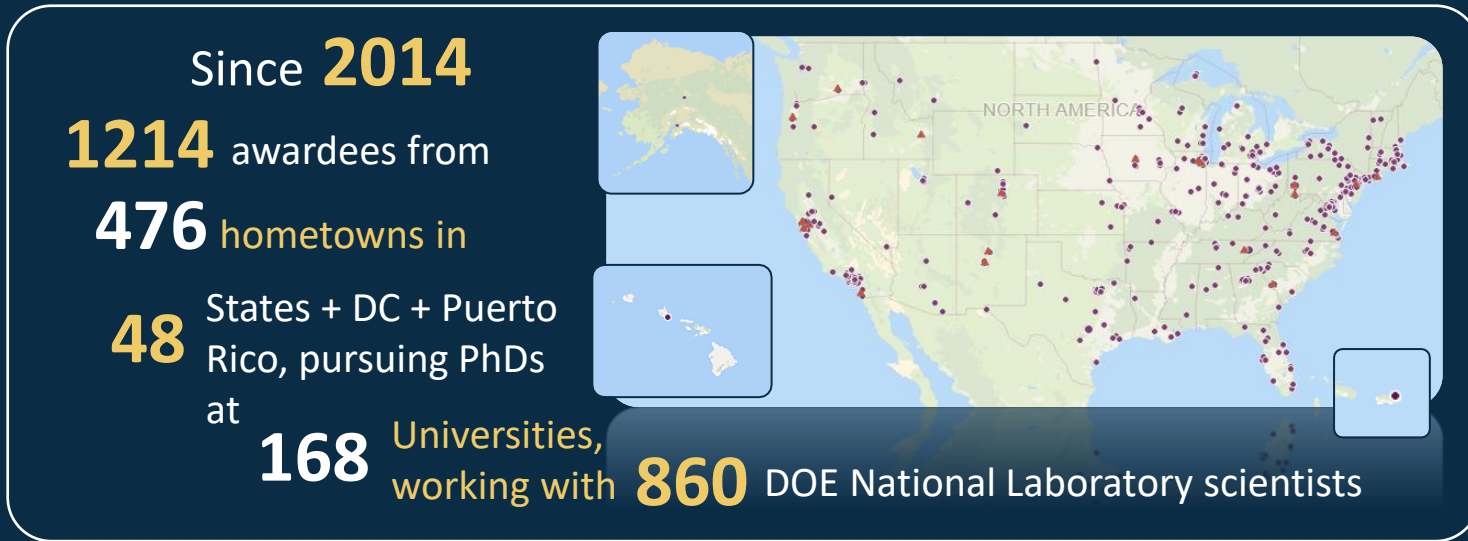 Since 2014
1214 awardees from
476 hometowns in
48 States + DC + Puerto
Rico, pursuing PhDs
at
168 Universities,
working with 860 DOE National Laboratory scientists
NORTH AMERICA